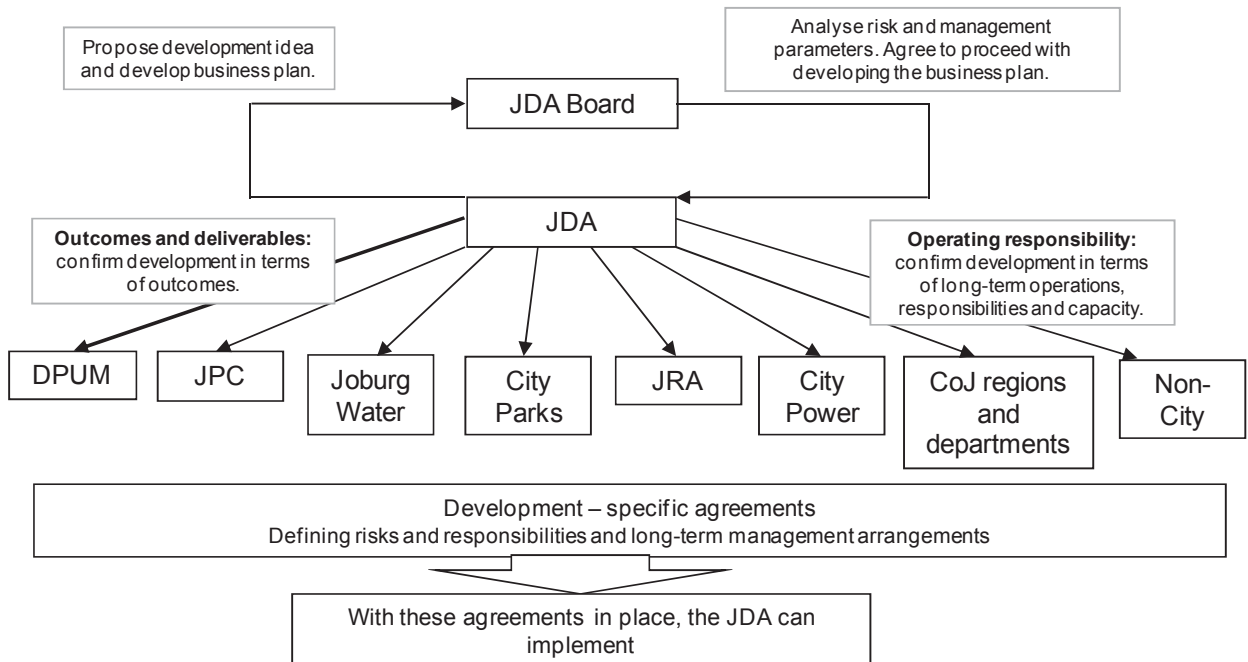 Propose development idea
and develop business plan.
Analyse risk and management
parameters. Agree to proceed with
developing the business plan.
JDA Board
JDA
Outcomes and deliverables:
confirm development in terms
of outcomes.
Operating responsibility:
confirm development in terms
of long-term operations,
responsibilities and capacity.
DPUM
JPC
Joburg
Water
City
Parks
JRA
City
Power
CoJ regions
and
departments
Non-
City
Development – specific agreements
Defining risks and responsibilities and long-term management arrangements
With these agreements in place, the JDA can
implement